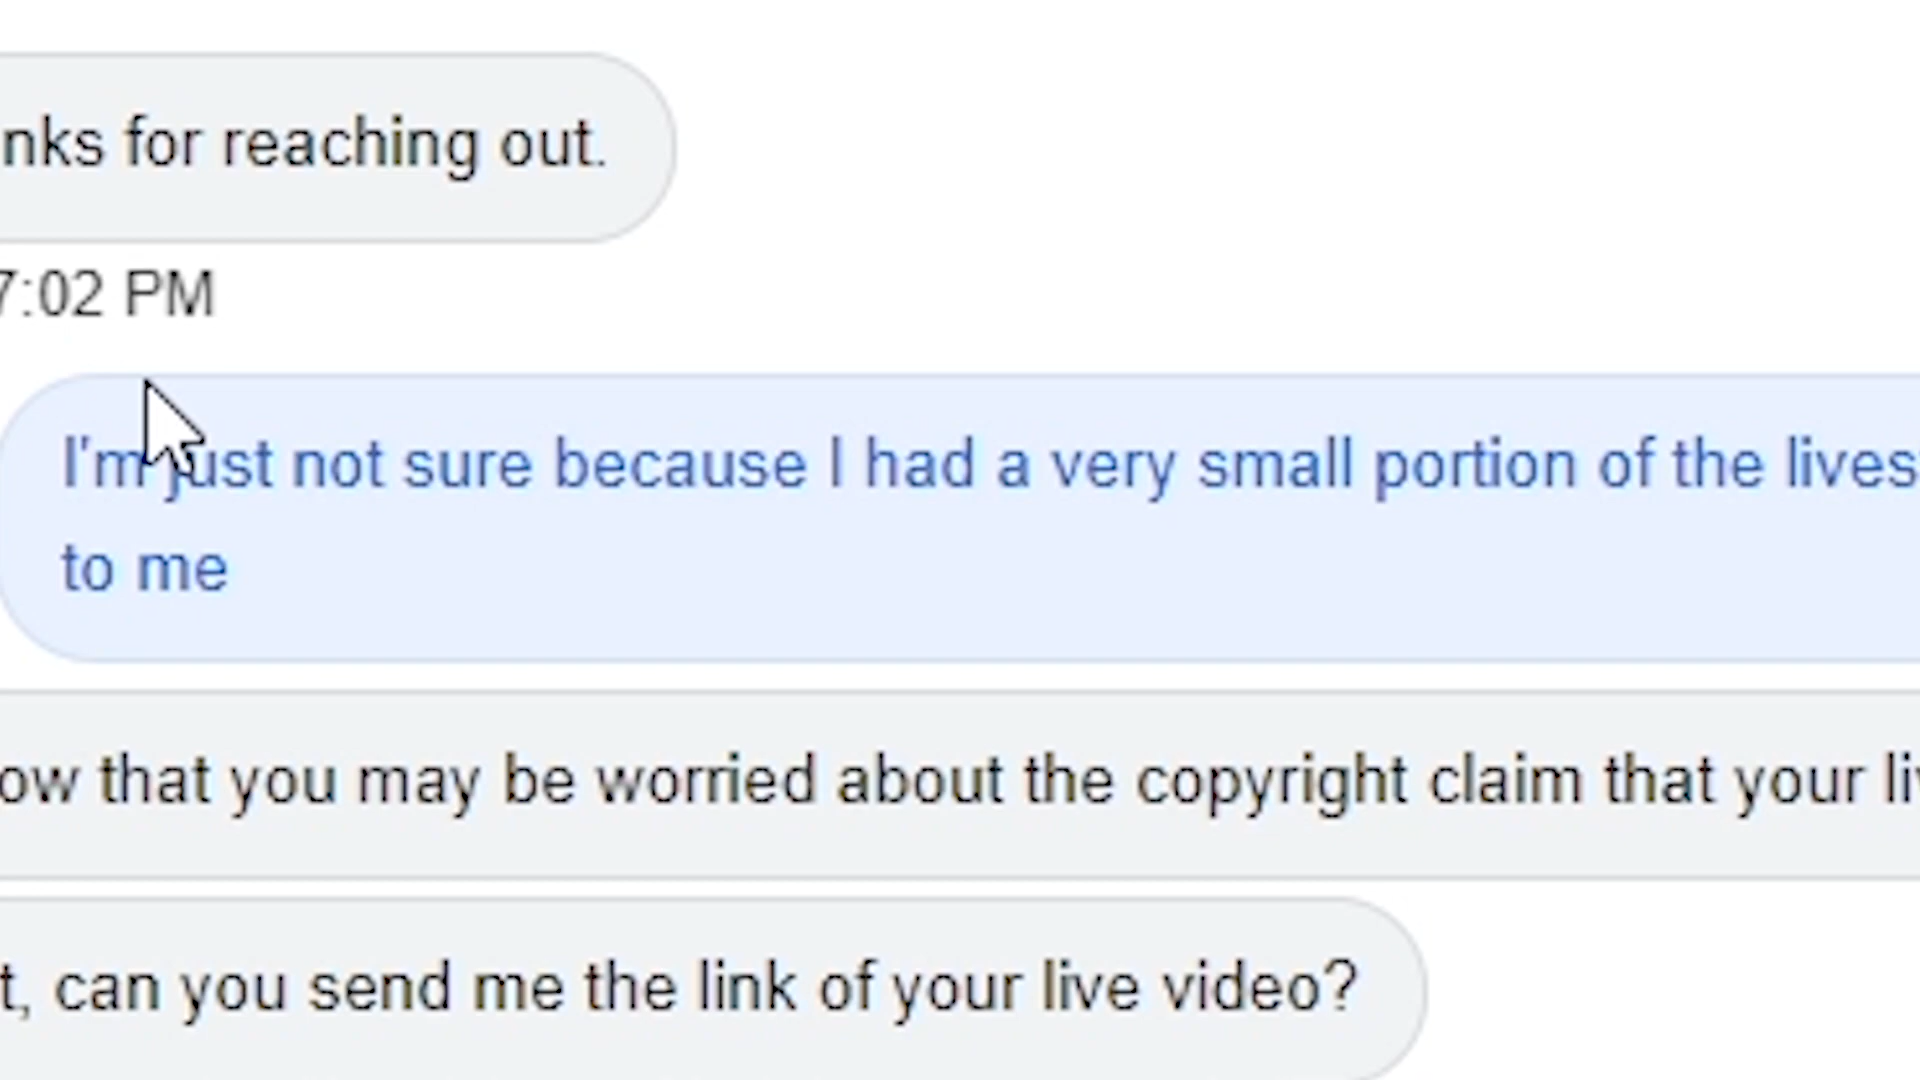 nks for reaching out.
7:02 PM
I'm just not sure because I had a very small portion of the lives
to me
ow that you may be worried about the copyright claim that your liv
t, can you send me the link of your live video?